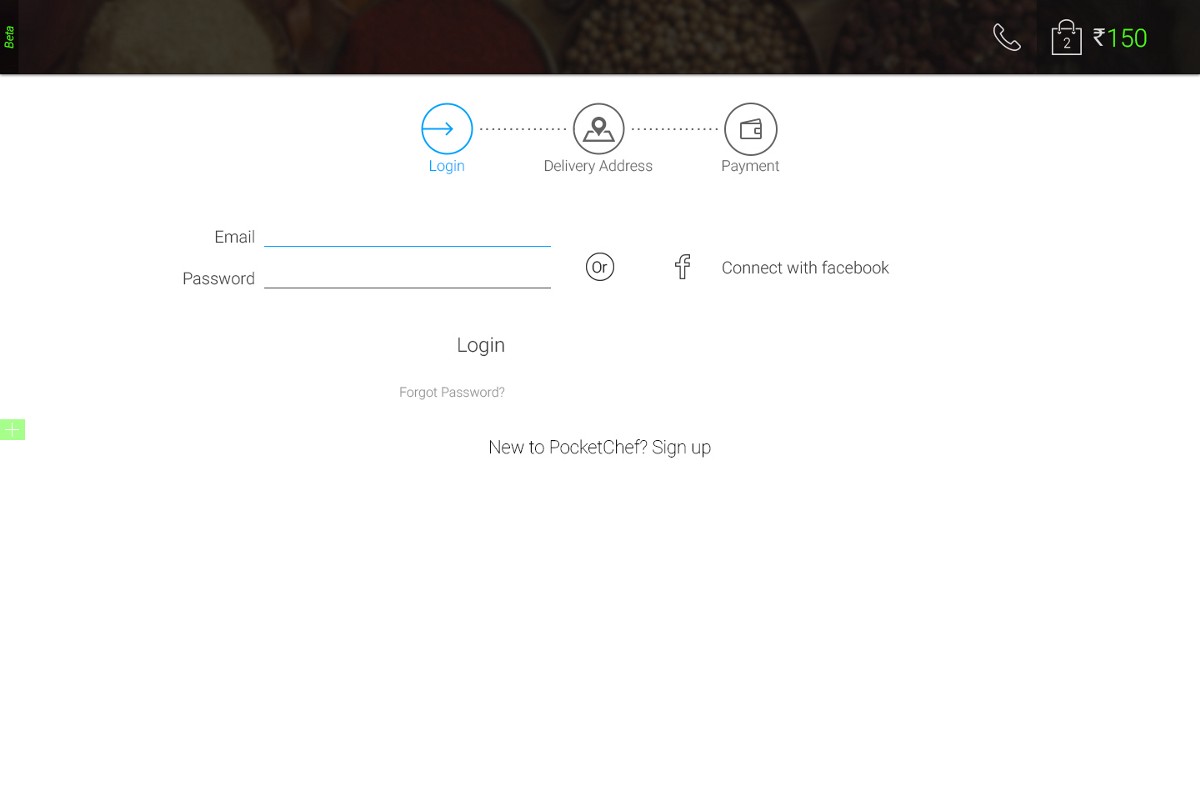 Beta
2
₹150
Login
Delivery Address
Payment
Email
Password
Or
Connect with facebook
Login
Forgot Password?
New to PocketChef? Sign up